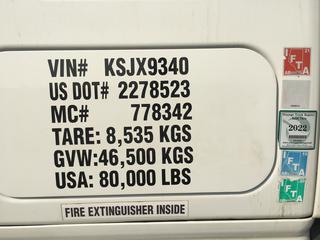 VIN# KSJX9340
US DOT# 2278523
MC# 778342
TARE: 8,535 KGS
GVW:46,500 KGS
USA: 80,000 LBS
FIRE EXTINGUISHER INSIDE
IFTA
2022
IFTA
IFTA